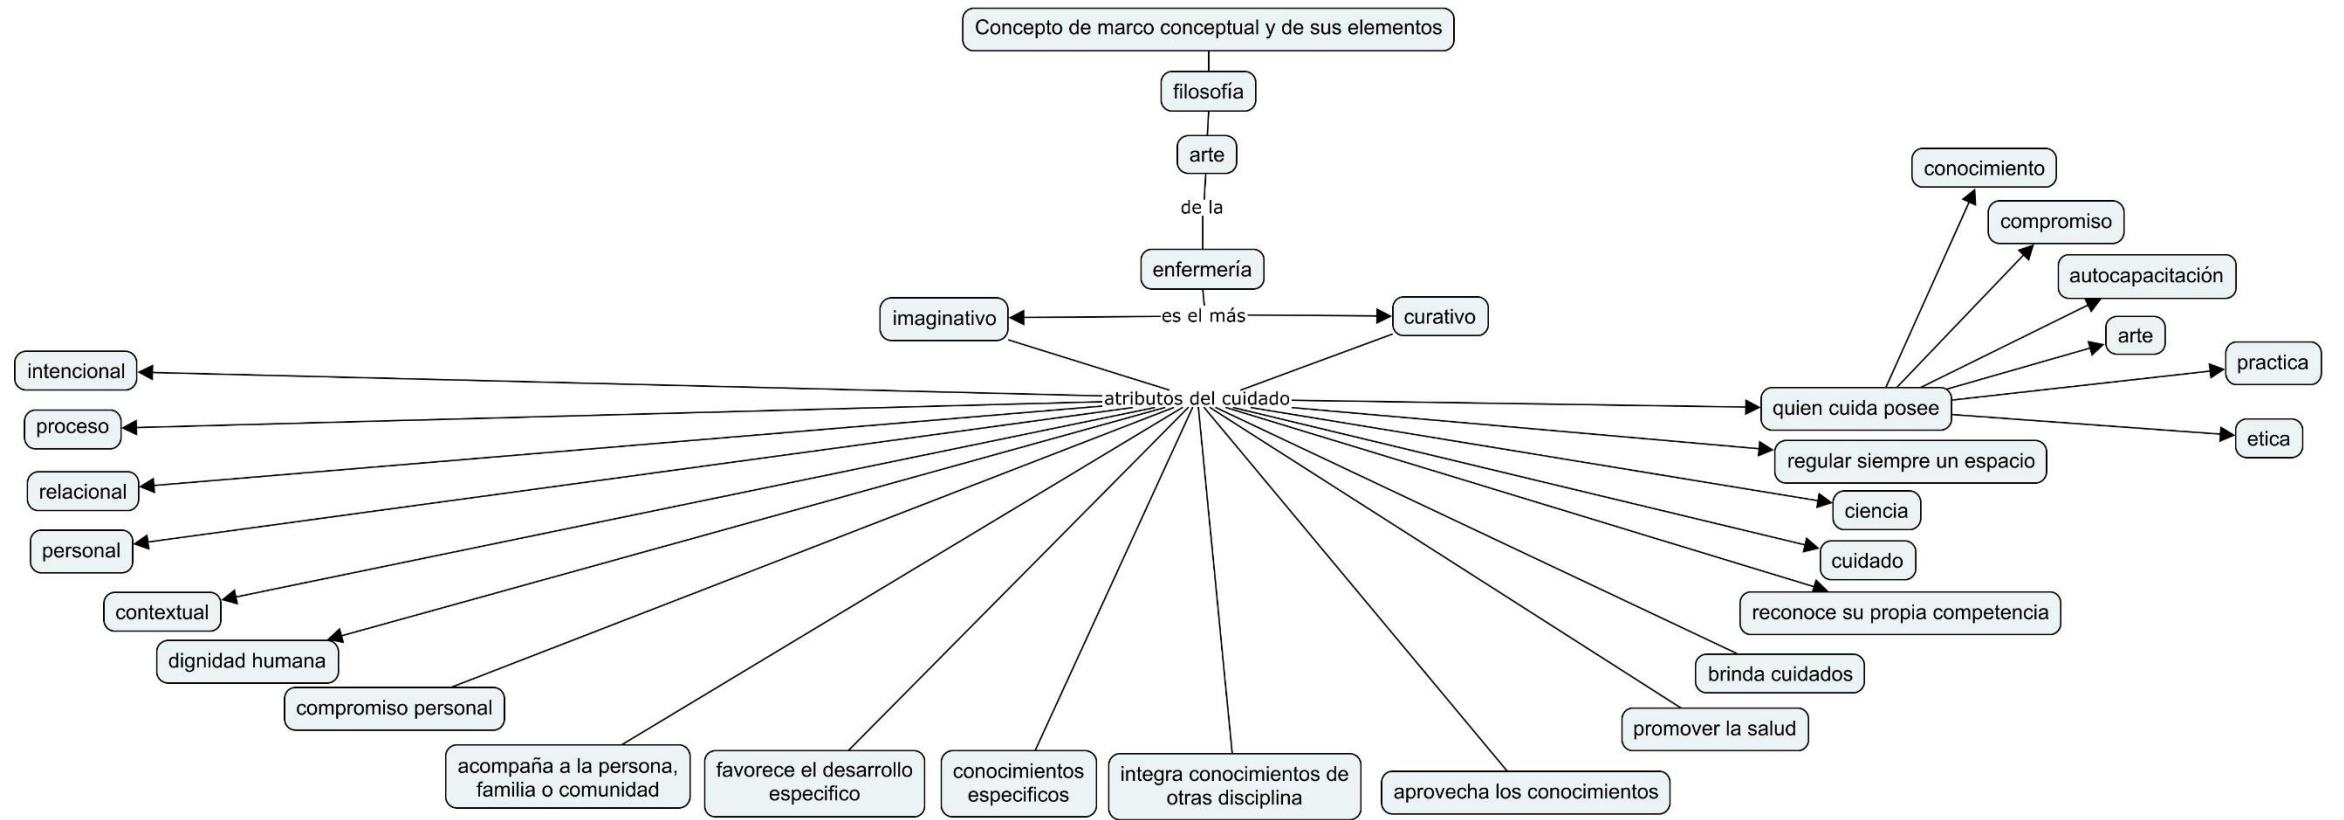 Concepto de marco conceptual y de sus elementos
filosofía
arte
de la
enfermería
imaginativo
es el más
curativo
atributos del cuidado
intencional
proceso
relacional
personal
contextual
dignidad humana
compromiso personal
acompaña a la persona,
familia o comunidad
favorece el desarrollo
especifico
conocimientos
especificos
integra conocimientos de
otras disciplina
aprovecha los conocimientos
promover la salud
brinda cuidados
reconoce su propia competencia
cuidado
ciencia
regular siempre un espacio
quien cuida posee
conocimiento
compromiso
autocapacitación
arte
practica
etica